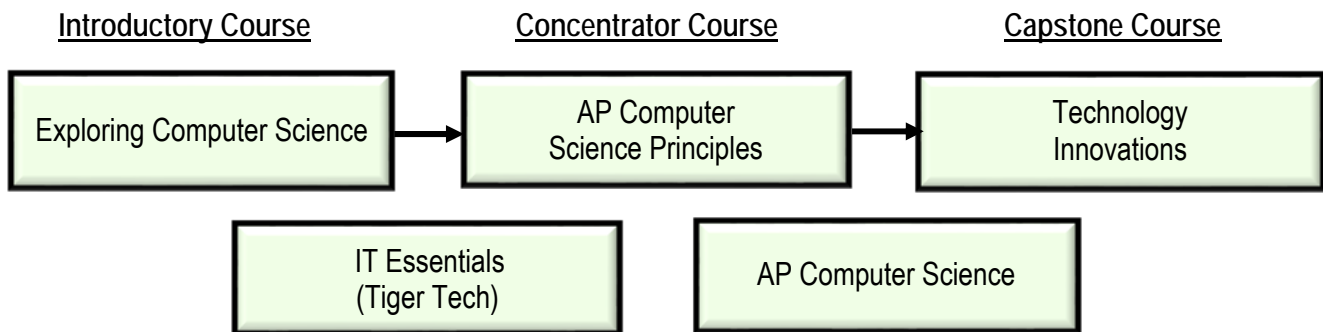 Introductory Course
Concentrator Course
Capstone Course
Exploring Computer Science
AP Computer
Science Principles
Technology
Innovations
IT Essentials
(Tiger Tech)
AP Computer Science